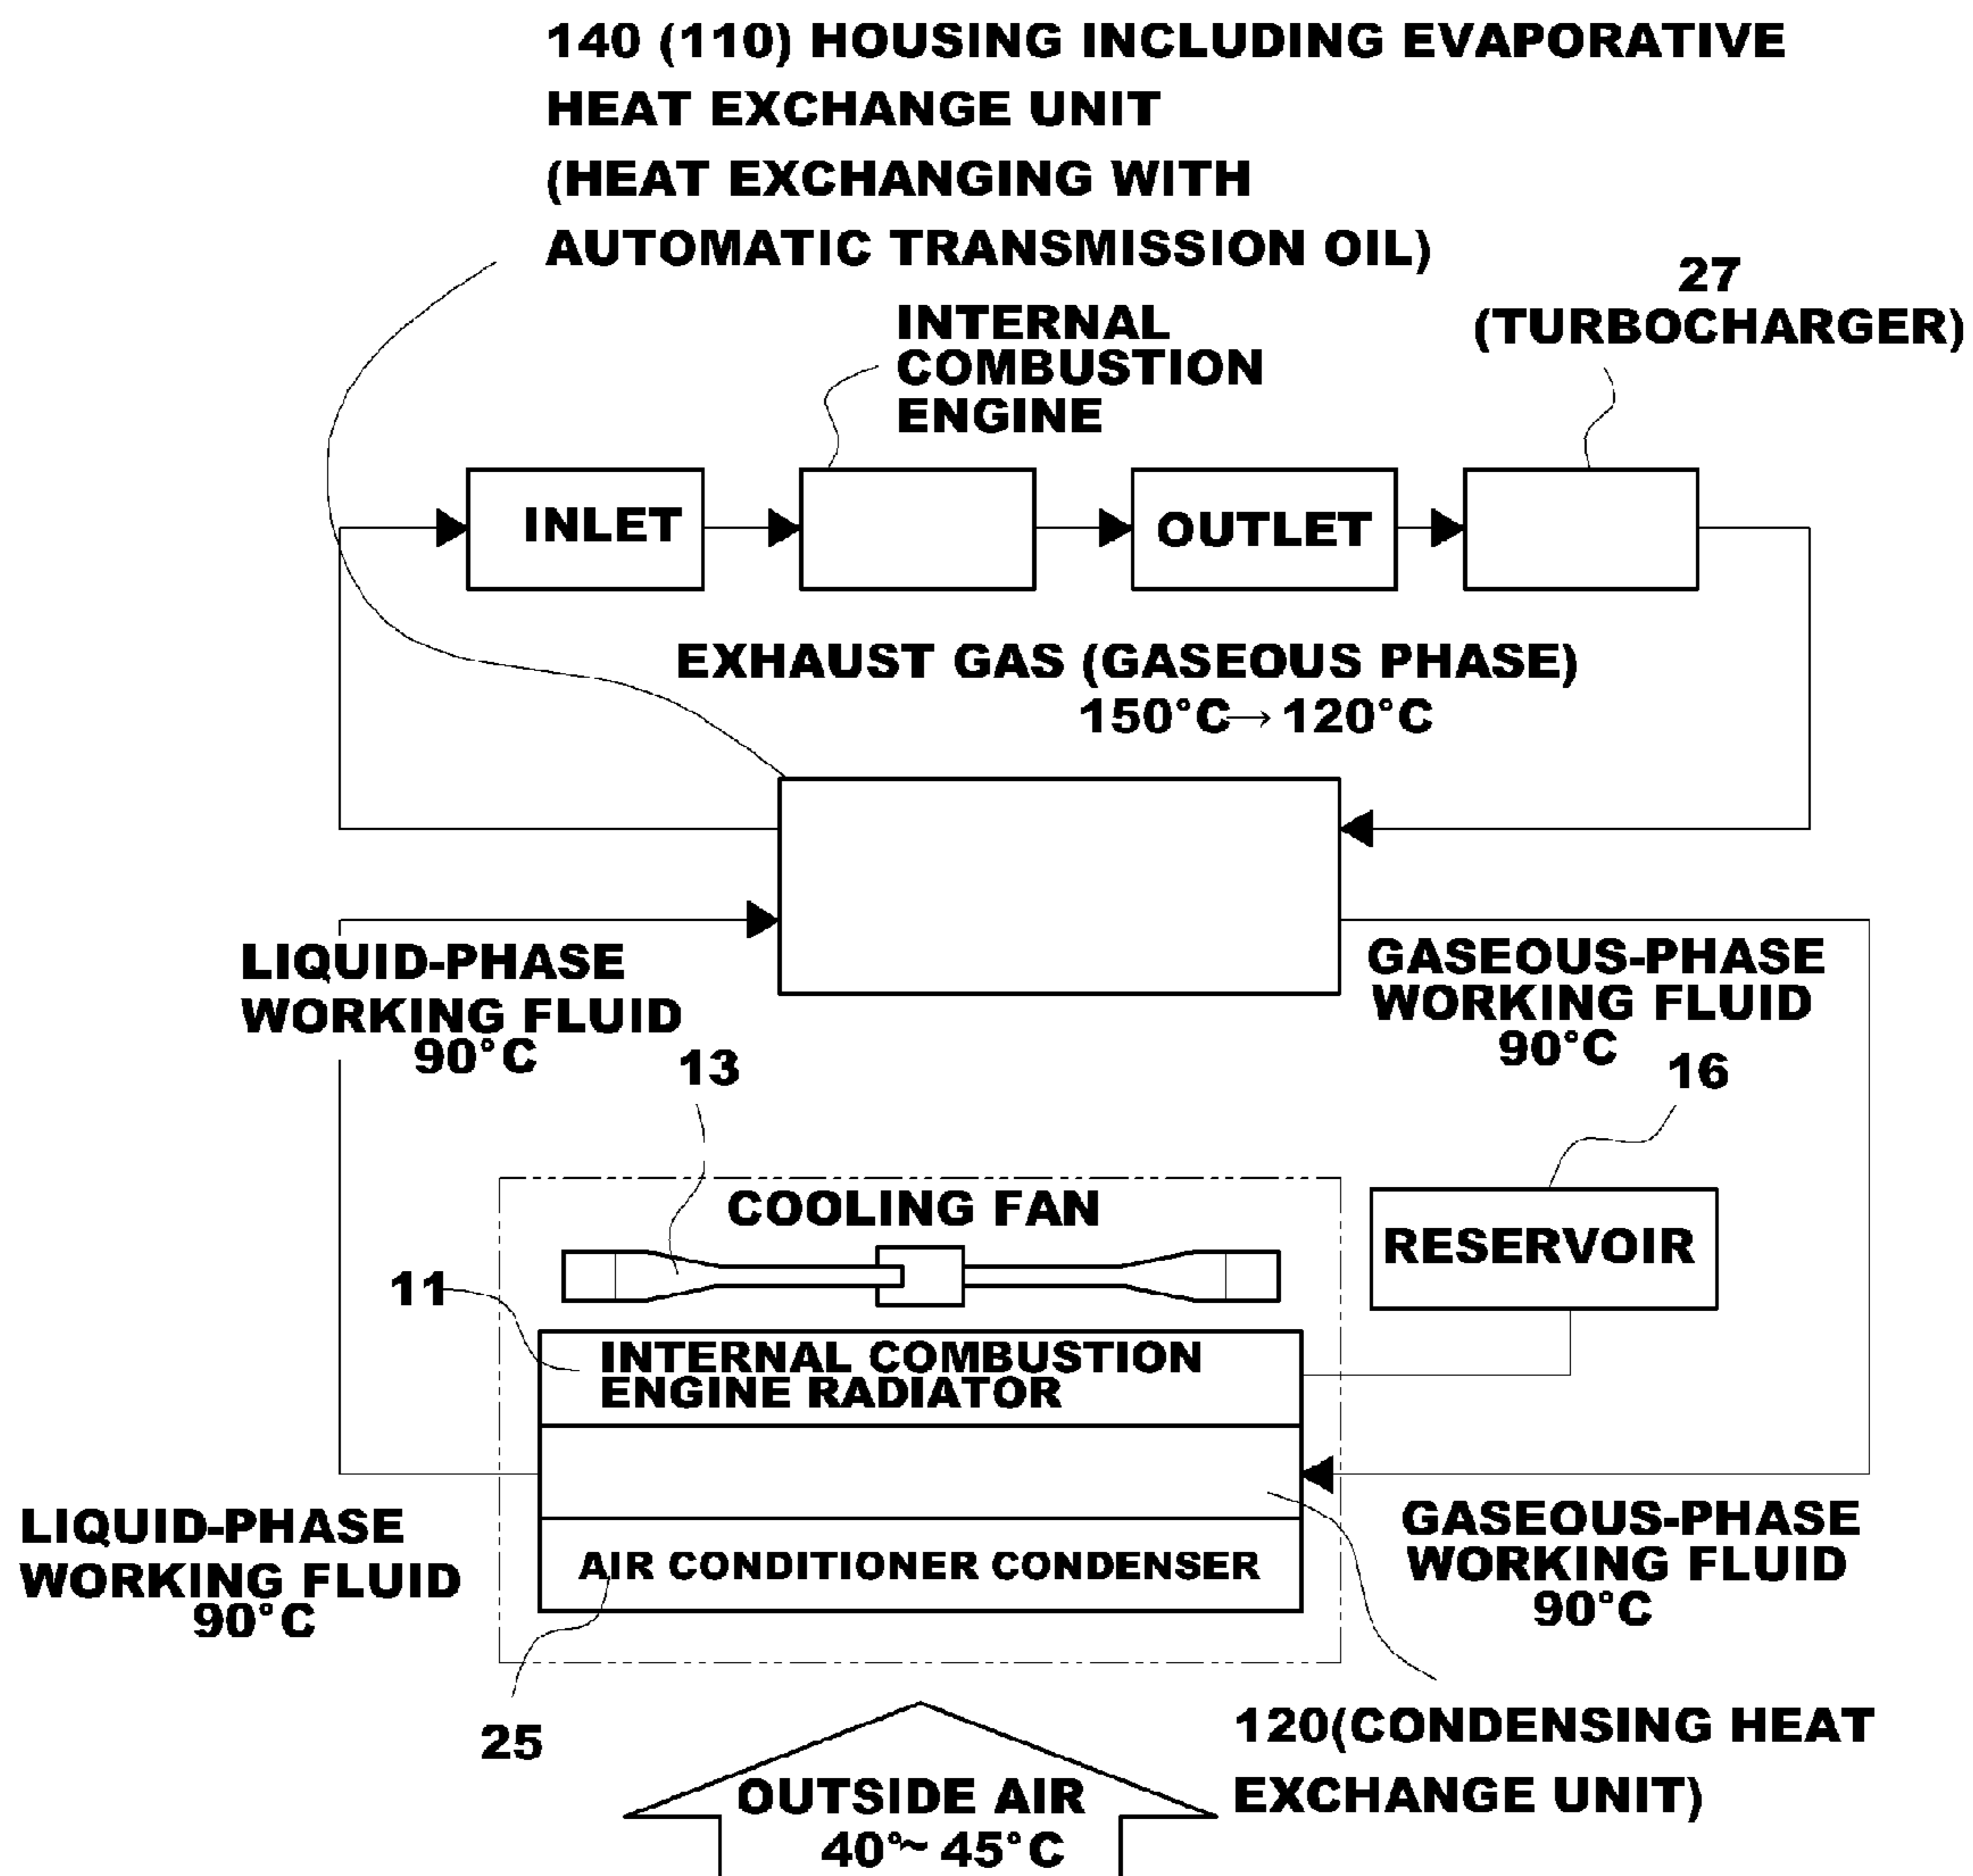 140 (110) HOUSING INCLUDING EVAPORATIVE
HEAT EXCHANGE UNIT
(HEAT EXCHANGING WITH
AUTOMATIC TRANSMISSION OIL)
27
(TURBOCHARGER)
INTERNAL
COMBUSTION
ENGINE
INLET
OUTLET
EXHAUST GAS (GASEOUS PHASE)
150°C→120°C
LIQUID-PHASE
WORKING FLUID
90°C
GASEOUS-PHASE
WORKING FLUID
90°C
13
16
COOLING FAN
RESERVOIR
11
INTERNAL COMBUSTION
ENGINE RADIATOR
LIQUID-PHASE
WORKING FLUID
90°C
AIR CONDITIONER CONDENSER
GASEOUS-PHASE
WORKING FLUID
90°C
25
120(CONDENSING HEAT
EXCHANGE UNIT)
OUTSIDE AIR
40°~ 45°C